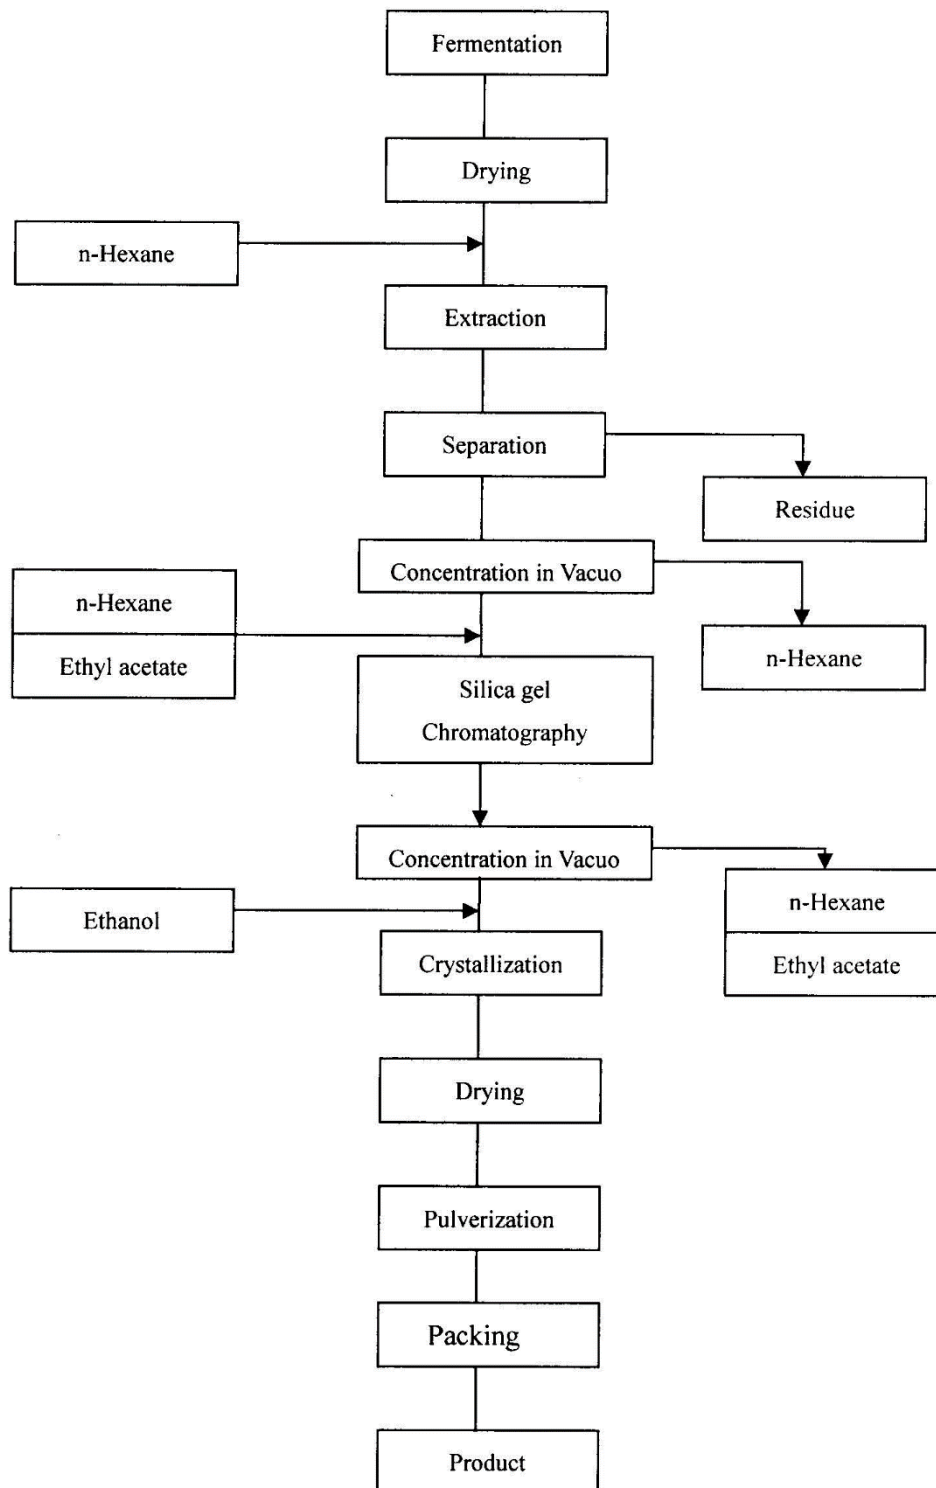 Fermentation
Drying
n-Hexane
Extraction
Separation
Residue
Concentration in Vacuo
n-Hexane
Ethyl acetate
n-Hexane
Silica gel
Chromatography
Concentration in Vacuo
n-Hexane
Ethyl acetate
Ethanol
Crystallization
Drying
Pulverization
Packing
Product